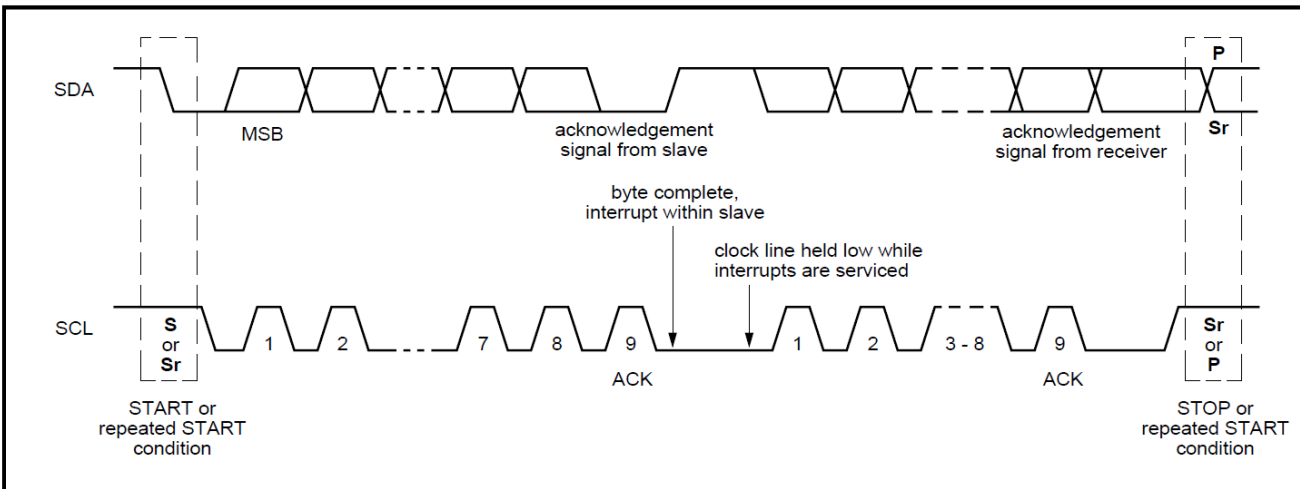 P
SDA
Sr
MSB
acknowledgement
signal from slave
acknowledgement
signal from receiver
byte complete,
interrupt within slave
clock line held low while
interrupts are serviced
SCL
S
or
Sr
1
2
7
8
9
1
2
3 - 8
9
Sr
or
P
ACK
ACK
START or
repeated START
condition
STOP or
repeated START
condition